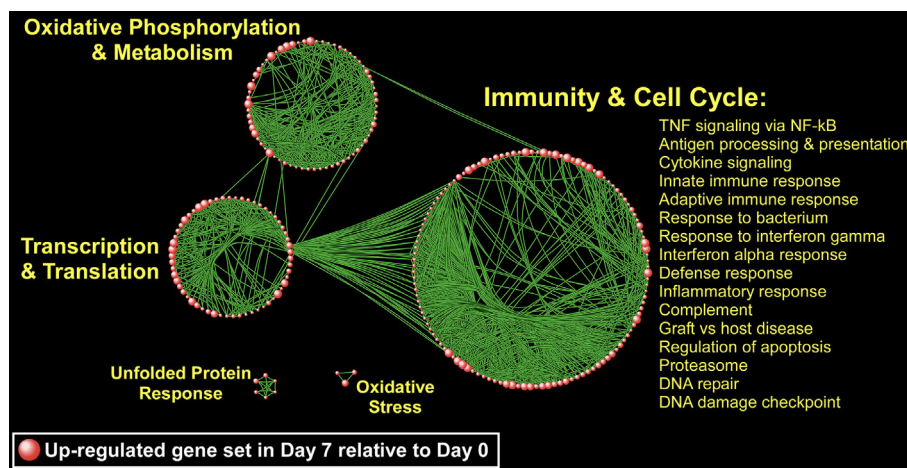 Oxidative Phosphorylation
& Metabolism
Immunity & Cell Cycle:
TNF signaling via NF-kB
Antigen processing & presentation
Cytokine signaling
Innate immune response
Adaptive immune response
Response to bacterium
Response to interferon gamma
Interferon alpha response
Defense response
Inflammatory response
Complement
Graft vs host disease
Regulation of apoptosis
Proteasome
DNA repair
DNA damage checkpoint
Transcription
& Translation
Unfolded Protein
Response
Oxidative
Stress
Up-regulated gene set in Day 7 relative to Day 0